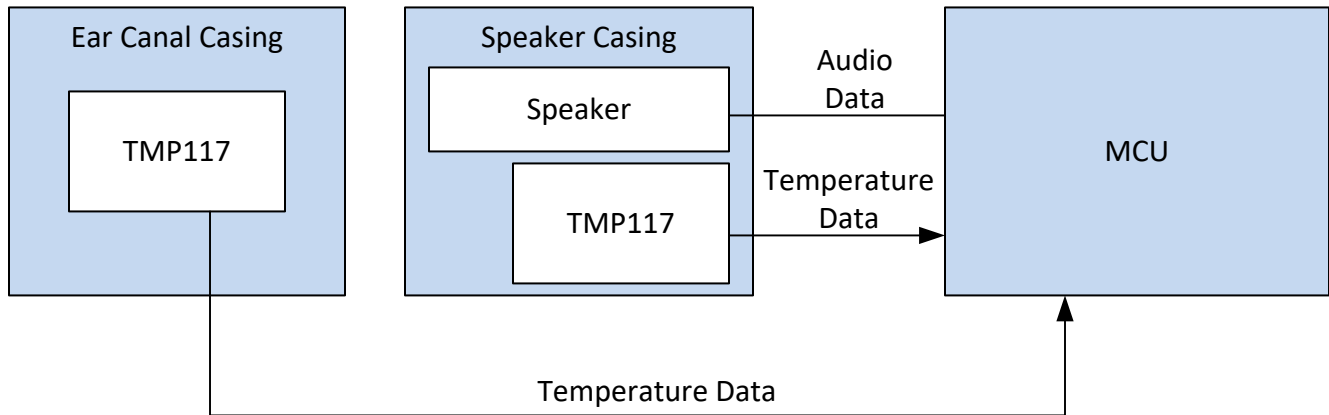 Ear Canal Casing
TMP117
Speaker Casing
Speaker
TMP117
Audio
Data
Temperature
Data
MCU
Temperature Data